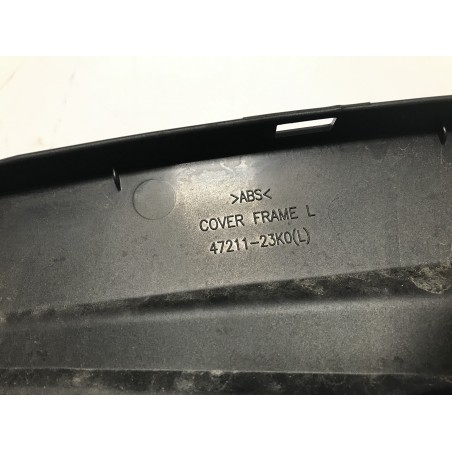 >ABS<
COVER FRAME L
47211-23K0(L)